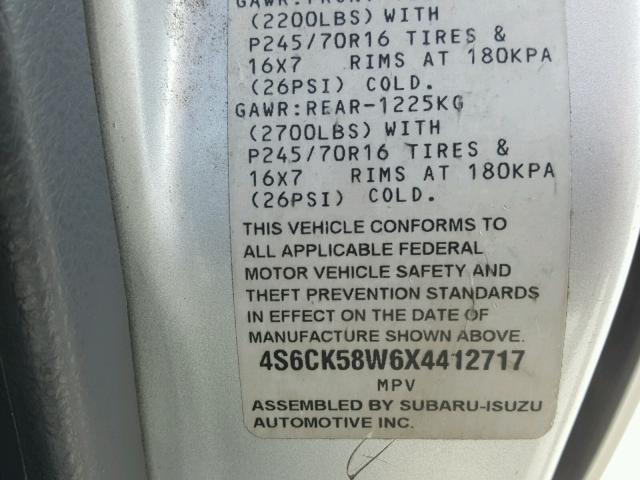 GAWR:FRONT
(2200LBS) WITH
P245/70R16 TIRES &
16X7 RIMS AT 180KPA
(26PSI) COLD.
GAWR:REAR-1225KG
(2700LBS) WITH
P245/70R16 TIRES &
16X7 RIMS AT 180KPA
(26PSI) COLD.
THIS VEHICLE CONFORMS TO
ALL APPLICABLE FEDERAL
MOTOR VEHICLE SAFETY AND
THEFT PREVENTION STANDARDS
IN EFFECT ON THE DATE OF
MANUFACTURE SHOWN ABOVE.
4S6CK58W6X4412717
MPV
ASSEMBLED BY SUBARU-ISUZU
AUTOMOTIVE INC.